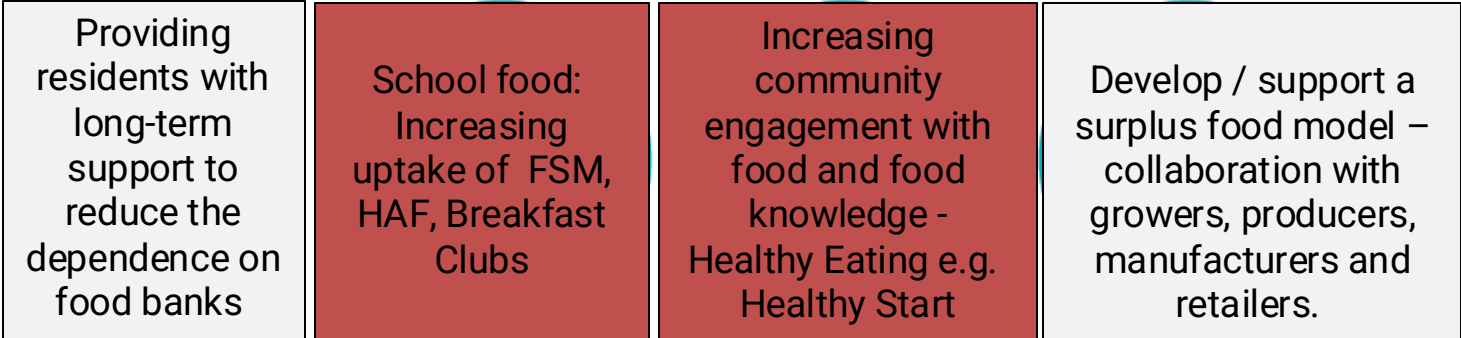 Providing
residents with
long-term
support to
reduce the
dependence on
food banks
School food:
Increasing
uptake of  FSM,
HAF, Breakfast
Clubs
Increasing
community
engagement with
food and food
knowledge -
Healthy Eating e.g.
Healthy Start
Develop / support a
surplus food model –
collaboration with
growers, producers,
manufacturers and
retailers.